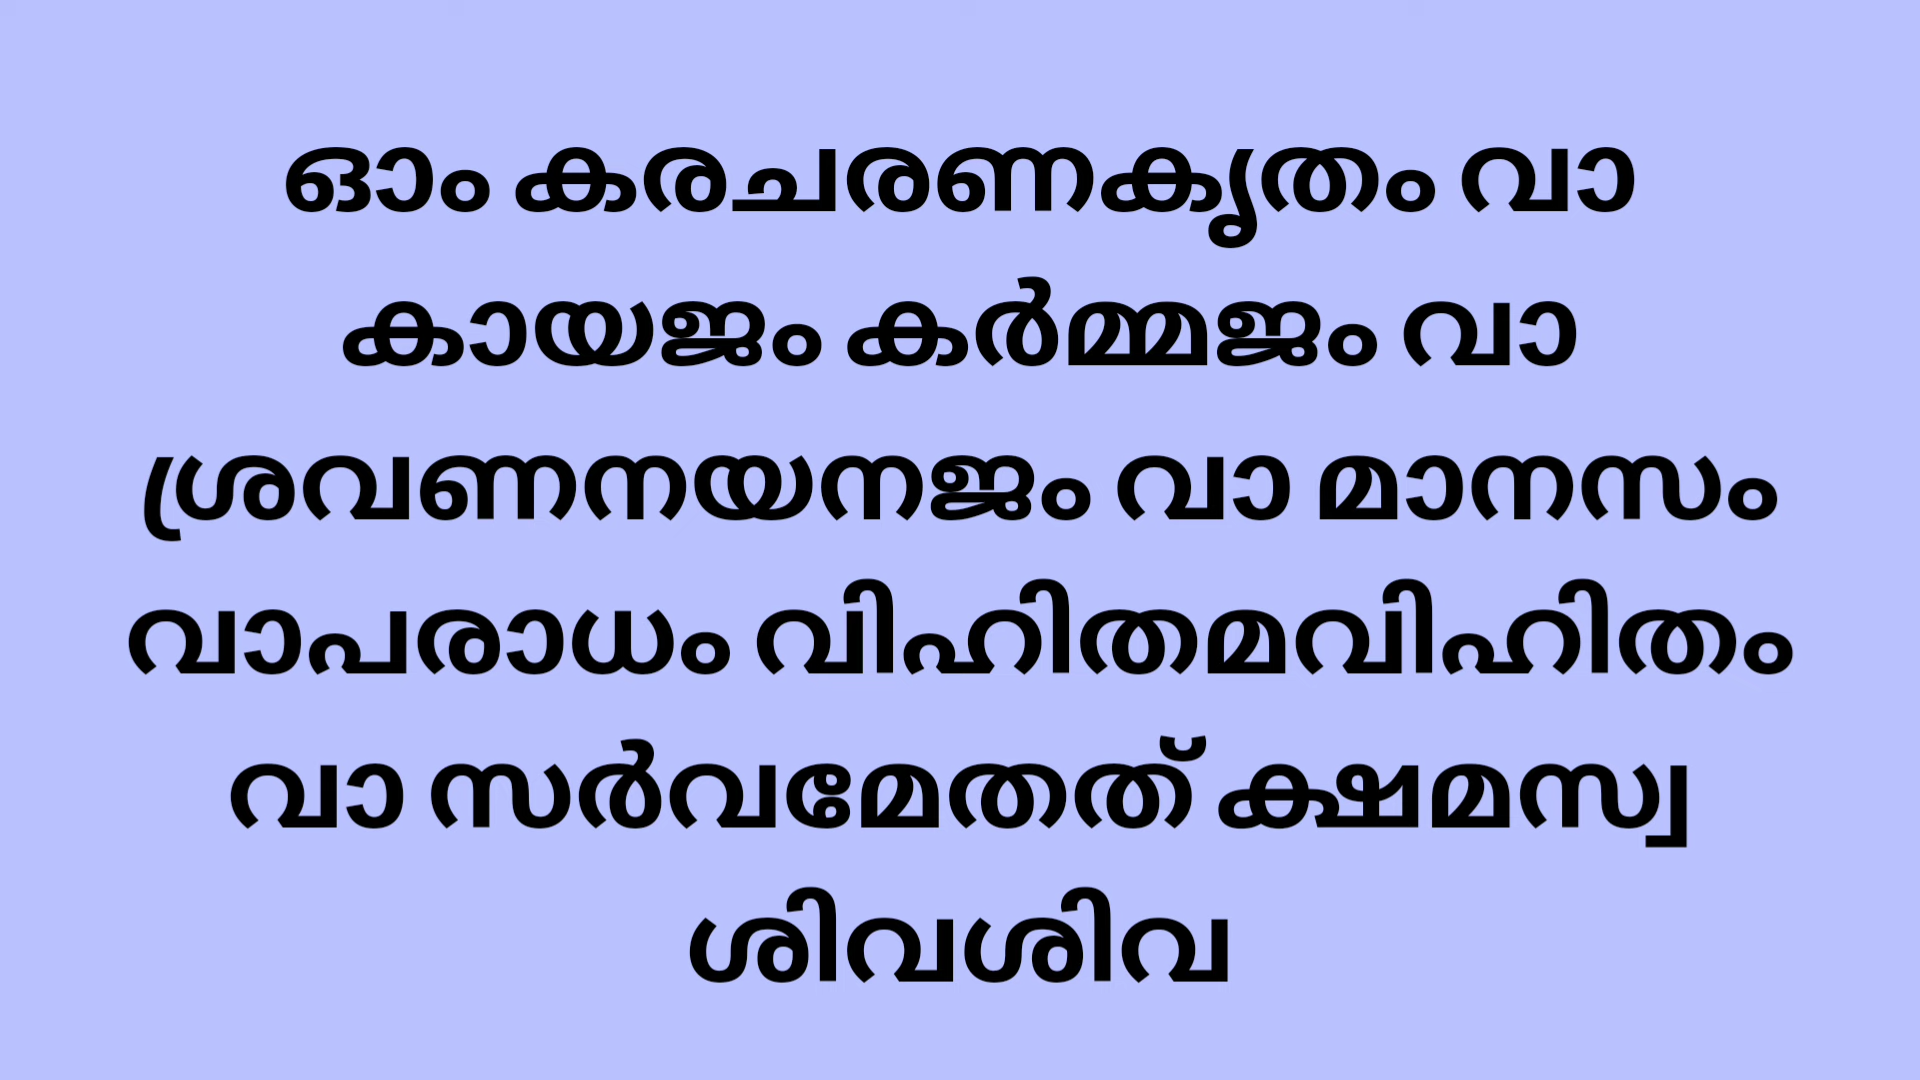 ഓം കരചരണകൃതം വാ
കായജം കർമ്മജം വാ
ശ്രവണനയനജം വാ മാനസം
വാപരാധം വിഹിതമവിഹിതം
വാ സർവമേതത് ക്ഷമസ്വ
ശിവശിവ